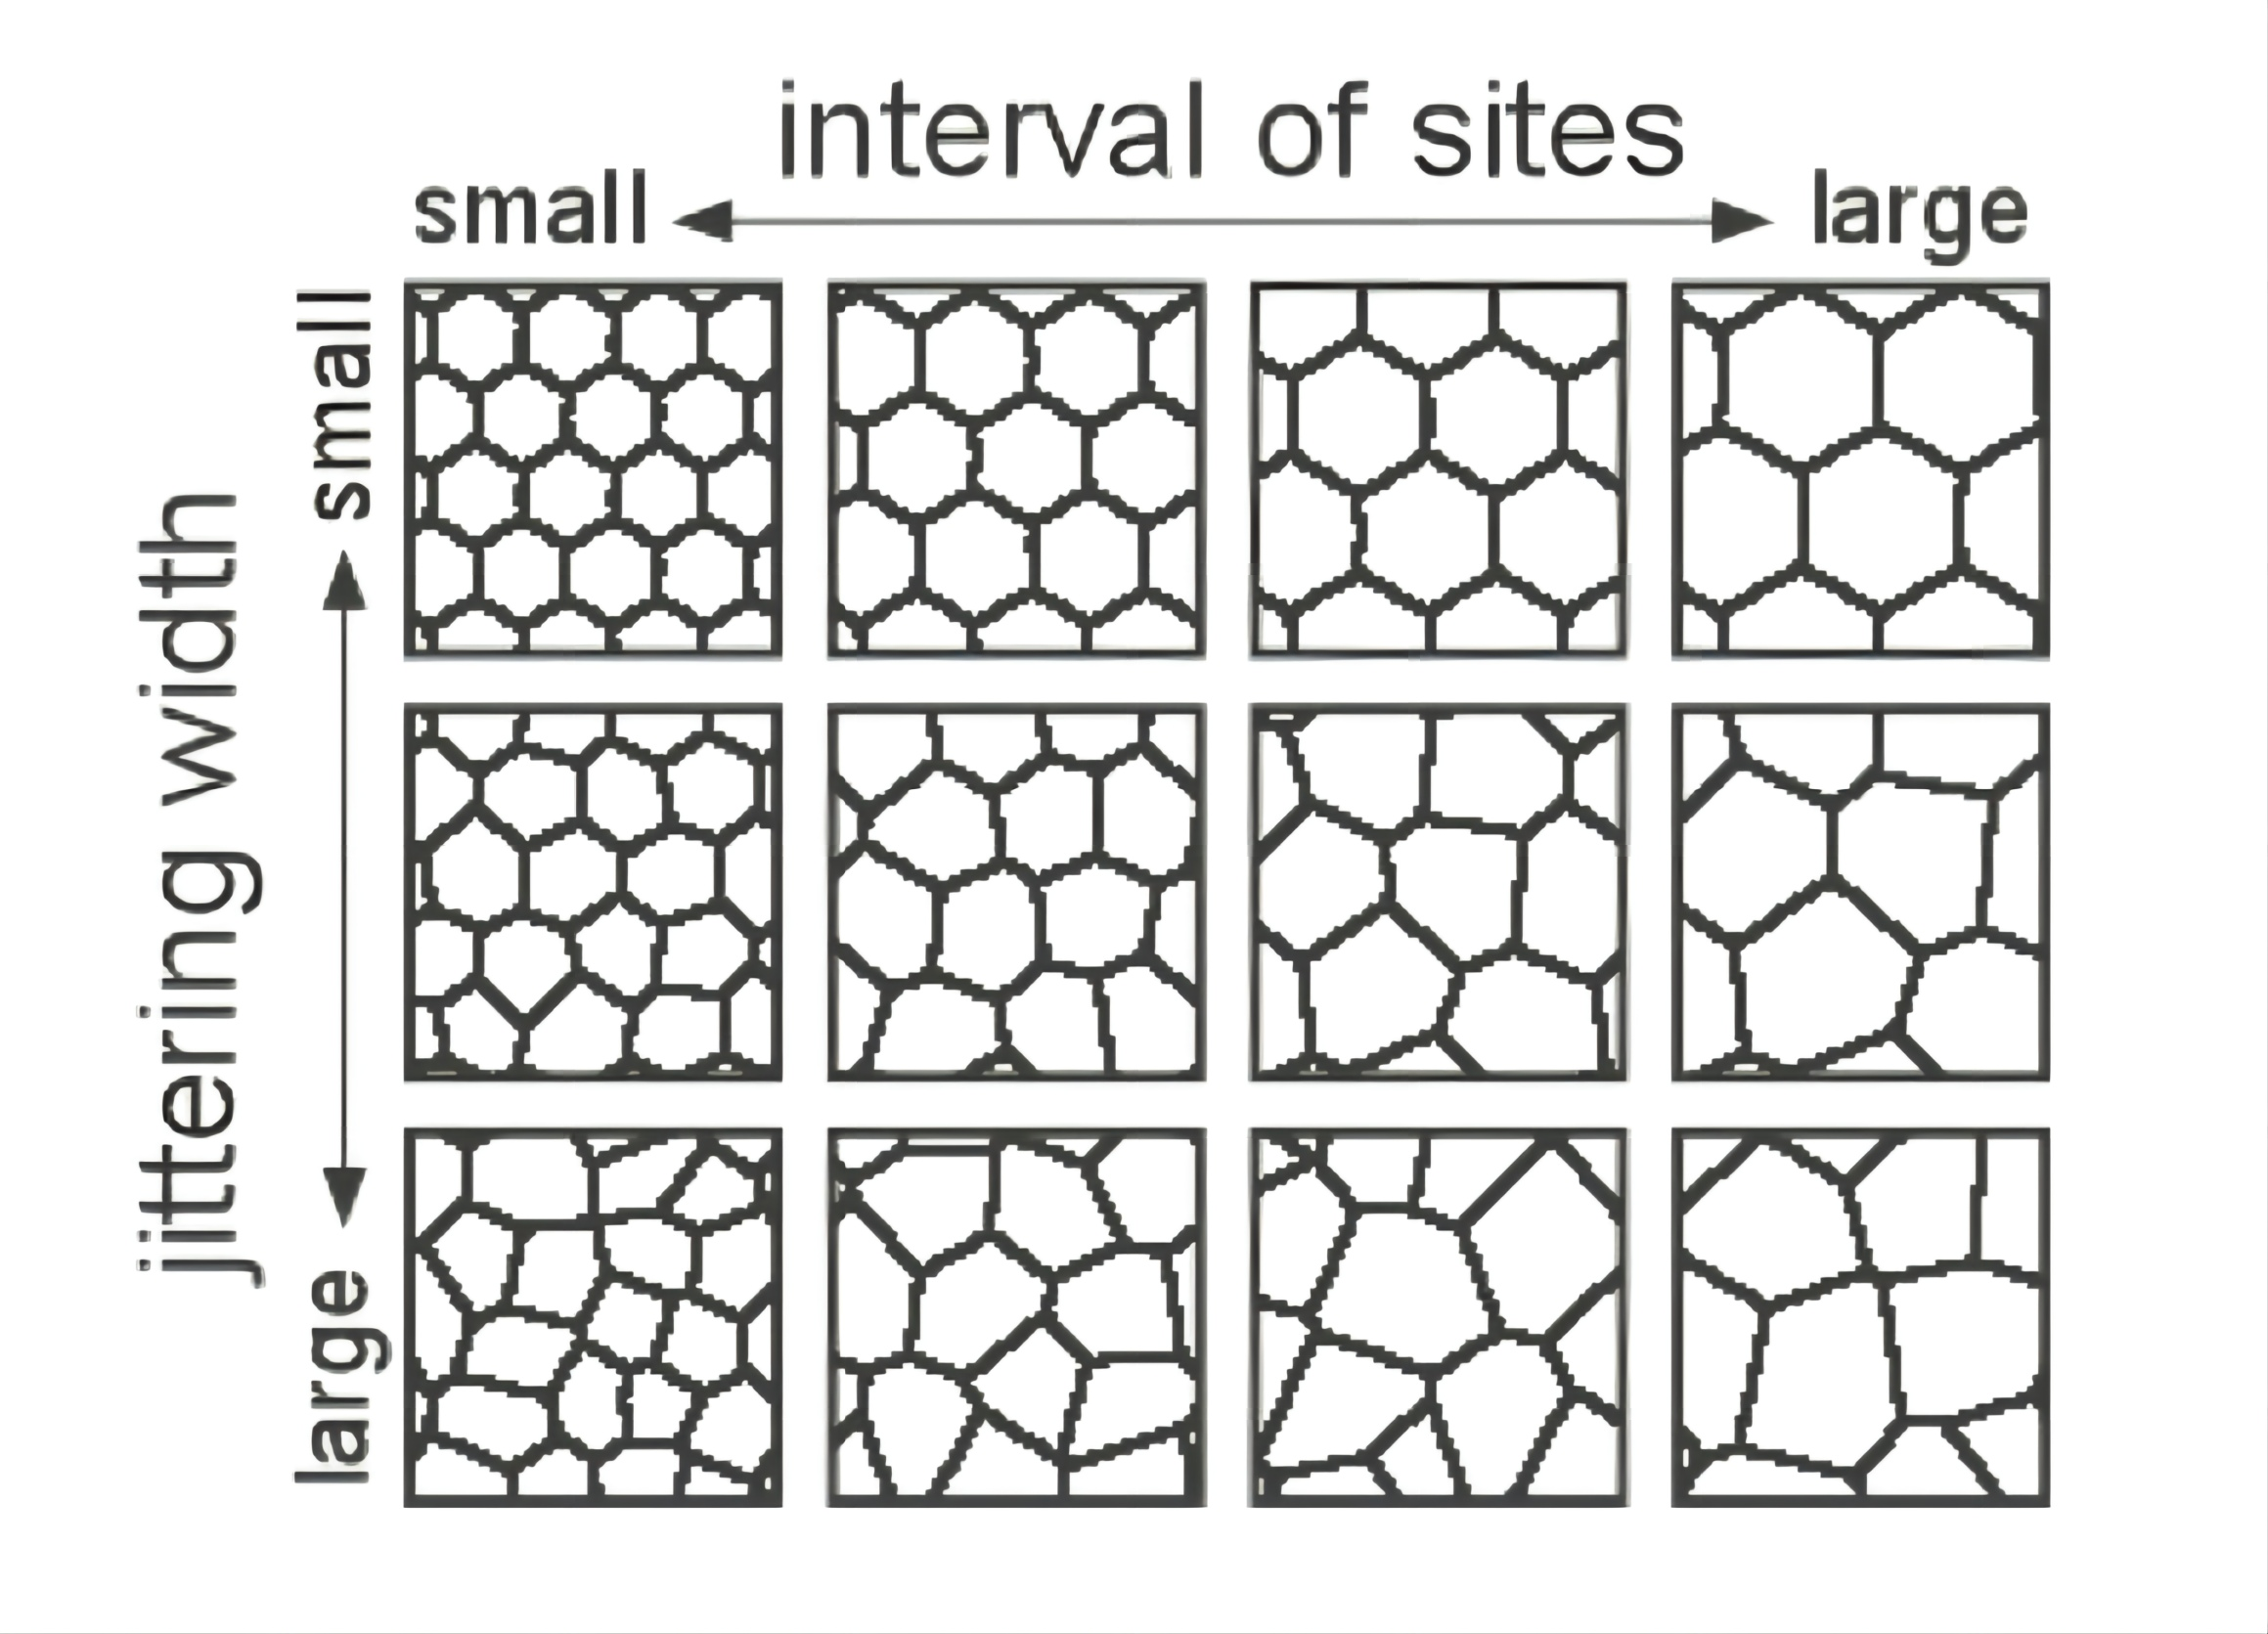 interval of sites
small
large
jittering width
small
large